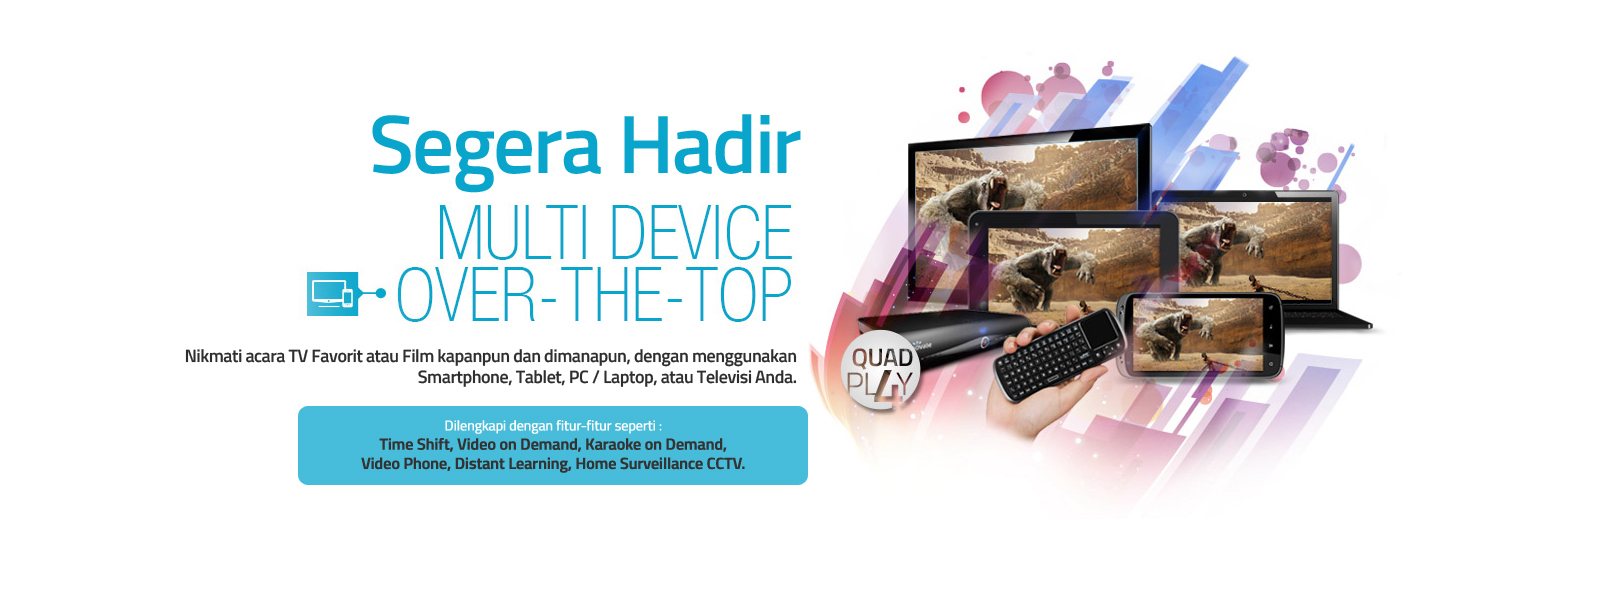 Segera Hadir
MULTI DEVICE
OVER-THE-TOP
Nikmati acara TV Favorit atau Film kapanpun dan dimanapun, dengan menggunakan
Smartphone, Tablet, PC / Laptop, atau Televisi Anda.
Dilengkapi dengan fitur-fitur seperti :
Time Shift, Video on Demand, Karaoke on Demand,
Video Phone, Distant Learning, Home Surveillance CCTV.
QUAD
PL4Y